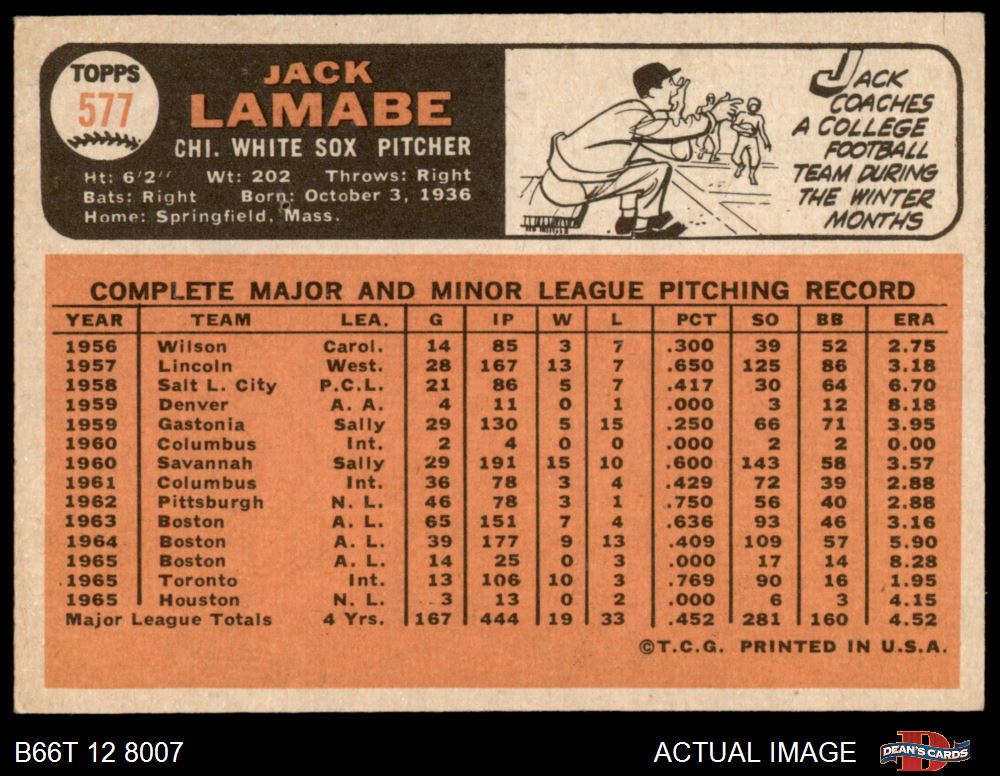 TOPPS
577
JACK
LAMABE
CHI. WHITE SOX PITCHER
Ht: 6'2" Wt: 202 Throws: Right
Bats: Right Born: October 3, 1936
Home: Springfield, Mass.
JACK
COACHES
A COLLEGE
FOOTBALL
TEAM DURING
THE WINTER
MONTHS
COMPLETE MAJOR AND MINOR LEAGUE PITCHING RECORD
YEAR TEAM LEA. G IP W L PCT SO BB ERA
1956 Wilson Carol. 14 85 3 7 .300 39 52 2.75
1957 Lincoln West. 28 167 13 7 .650 125 86 3.18
1958 Salt L. City P.C.L. 21 86 5 7 .417 30 64 6.70
1959 Denver A. A. 4 11 0 1 .000 3 12 8.18
1959 Gastonia Sally 29 130 5 15 .250 66 71 3.95
1960 Columbus Int. 2 4 0 0 .000 2 2 0.00
1960 Savannah Sally 29 191 15 10 .600 143 58 3.57
1961 Columbus Int. 36 78 3 4 .429 72 39 2.88
1962 Pittsburgh N. L. 46 78 3 1 .750 56 40 2.88
1963 Boston A. L. 65 151 7 4 .636 93 46 3.16
1964 Boston A. L. 39 177 9 13 .409 109 57 5.90
1965 Boston A. L. 14 25 0 3 .000 17 14 8.28
1965 Toronto Int. 13 106 10 3 .769 90 16 1.95
1965 Houston N. L. 3 13 0 2 .000 6 3 4.15
Major League Totals 4 Yrs. 167 444 19 33 .452 281 160 4.52
©T.C.G. PRINTED IN U.S.A.
B66T 12 8007
ACTUAL IMAGE
D
DEAN'S CARDS